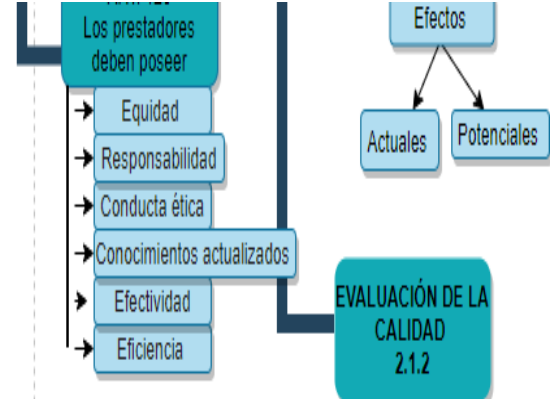 Los prestadores
deben poseer
Equidad
Responsabilidad
Conducta ética
Conocimientos actualizados
Efectividad
Eficiencia
Efectos
Actuales
Potenciales
EVALUACIÓN DE LA
CALIDAD
2.1.2